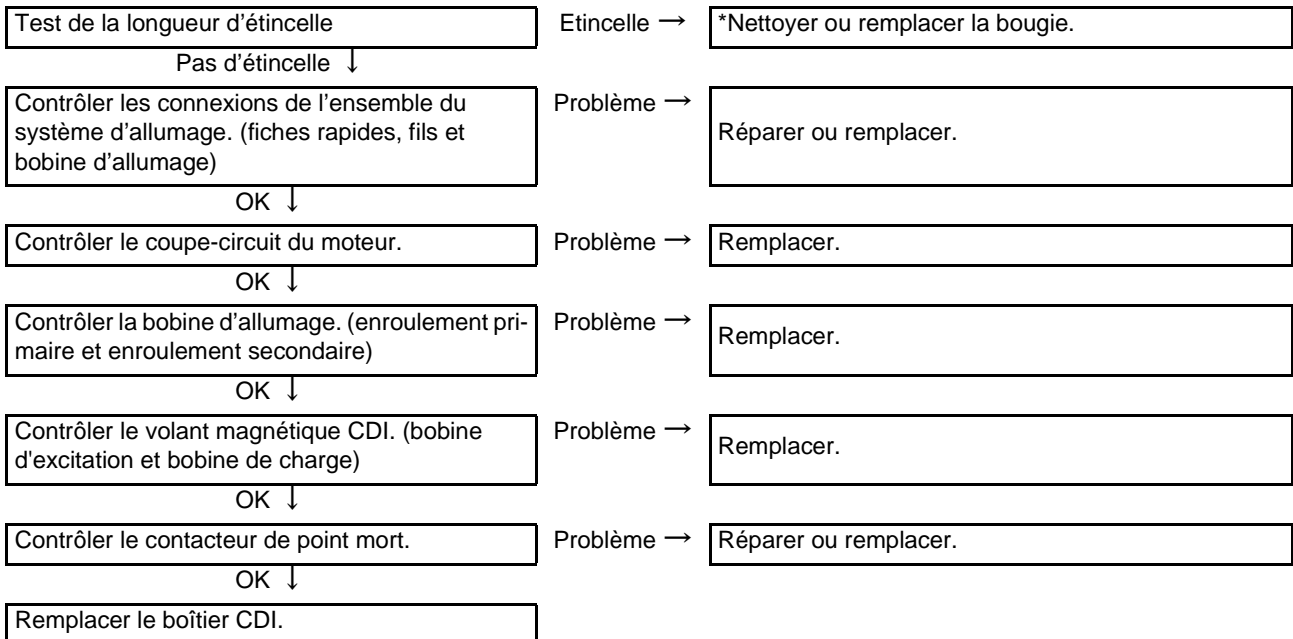 Test de la longueur d’étincelle
Etincelle →
*Nettoyer ou remplacer la bougie.
Pas d’étincelle ↓
Contrôler les connexions de l’ensemble du
système d’allumage. (fiches rapides, fils et
bobine d’allumage)
Problème →
Réparer ou remplacer.
OK ↓
Contrôler le coupe-circuit du moteur.
Problème →
Remplacer.
OK ↓
Contrôler la bobine d’allumage. (enroulement pri-
maire et enroulement secondaire)
Problème →
Remplacer.
OK ↓
Contrôler le volant magnétique CDI. (bobine
d'excitation et bobine de charge)
Problème →
Remplacer.
OK ↓
Contrôler le contacteur de point mort.
Problème →
Réparer ou remplacer.
OK ↓
Remplacer le boîtier CDI.